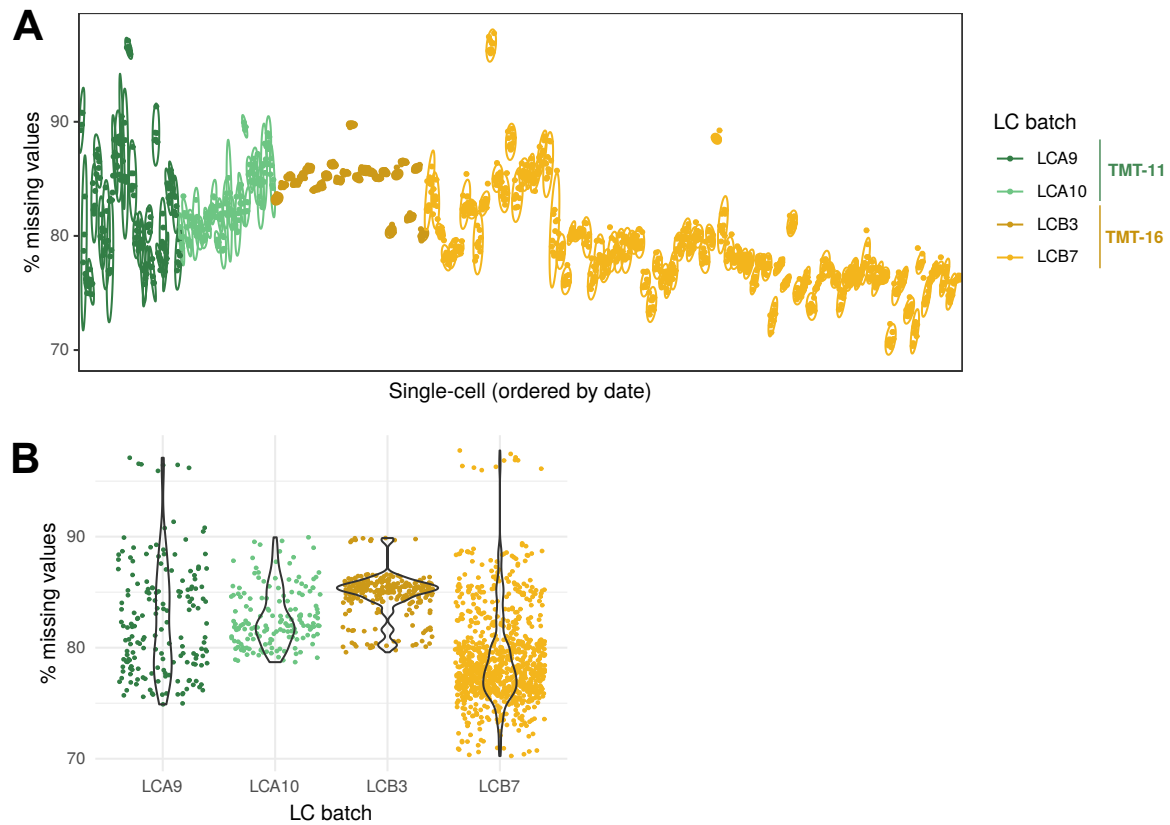 A
% missing values
90
80
70
Single-cell (ordered by date)
LC batch
LCA9
LCA10
LCB3
LCB7
TMT-11
TMT-16
B
% missing values
90
80
70
LCA9 LCA10 LCB3 LCB7
LC batch